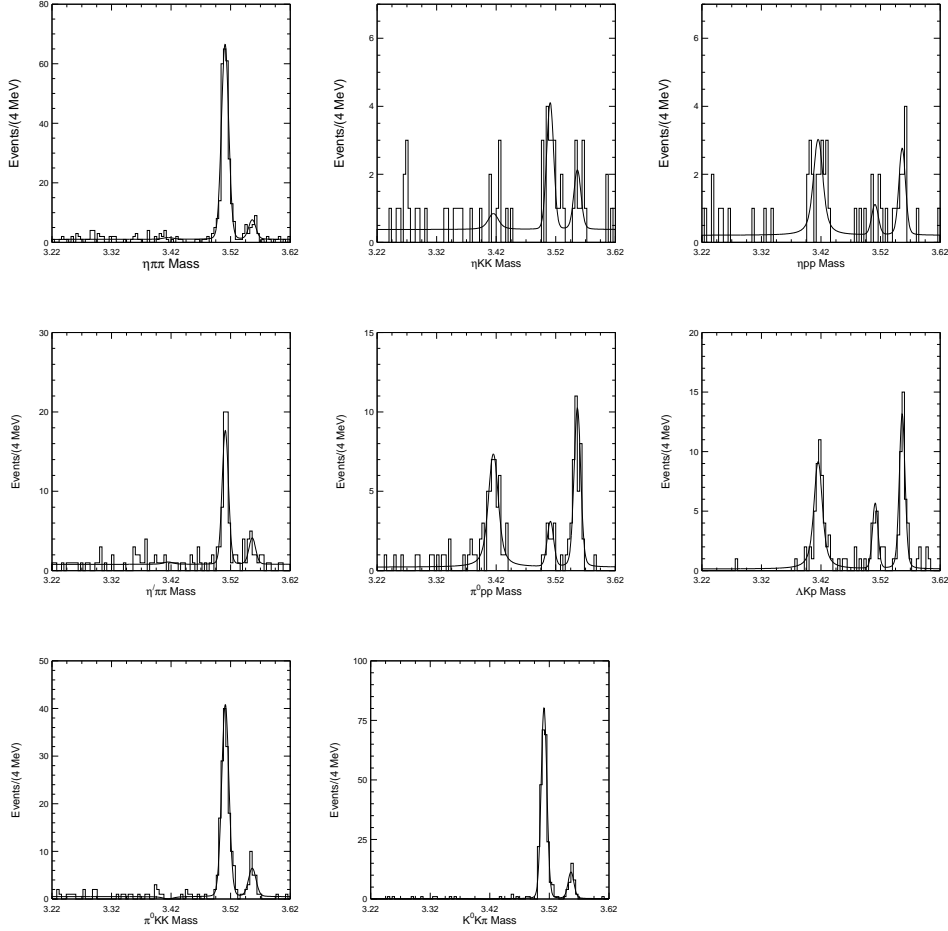 80
60
40
20
0
Events/(4 MeV)
3.22 3.32 3.42 3.52 3.62
ηππ Mass
6
4
2
0
Events/(4 MeV)
3.22 3.32 3.42 3.52 3.62
ηKK Mass
6
4
2
0
Events/(4 MeV)
3.22 3.32 3.42 3.52 3.62
ηpp Mass
30
20
10
0
Events/(4 MeV)
3.22 3.32 3.42 3.52 3.62
η′ππ Mass
15
10
5
0
Events/(4 MeV)
3.22 3.32 3.42 3.52 3.62
π⁰pp Mass
20
15
10
5
0
Events/(4 MeV)
3.22 3.32 3.42 3.52 3.62
ΛKp Mass
50
40
30
20
10
0
Events/(4 MeV)
3.22 3.32 3.42 3.52 3.62
π⁰KK Mass
100
75
50
25
0
Events/(4 MeV)
3.22 3.32 3.42 3.52 3.62
K⁰Kπ Mass